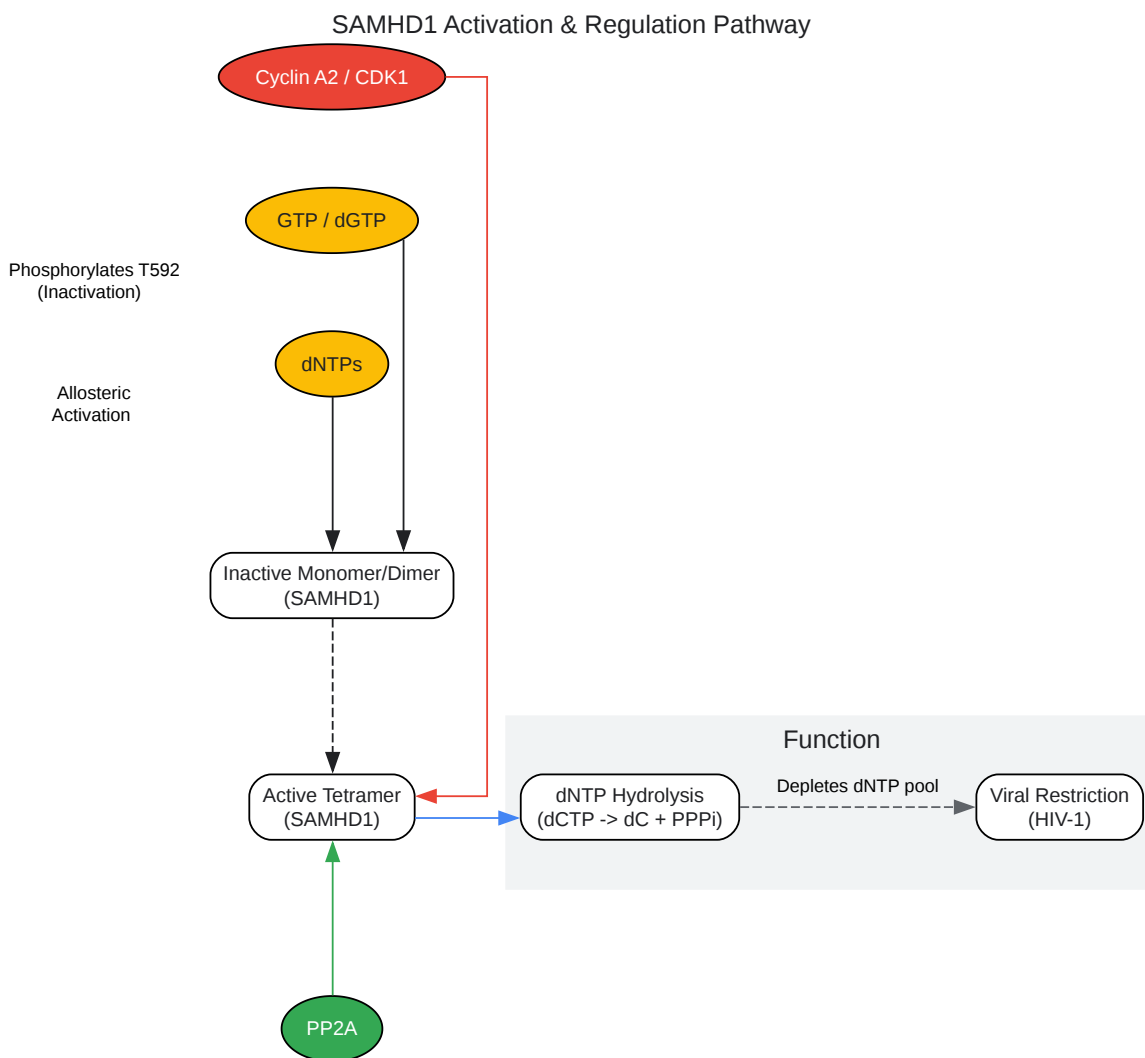 SAMHD1 Activation & Regulation Pathway
Cyclin A2 / CDK1
GTP / dGTP
Phosphorylates T592
(Inactivation)
dNTPs
Allosteric
Activation
Inactive Monomer/Dimer
(SAMHD1)
Function
Active Tetramer
(SAMHD1)
dNTP Hydrolysis
(dCTP -> dC + PPPi)
Depletes dNTP pool
Viral Restriction
(HIV-1)
PP2A